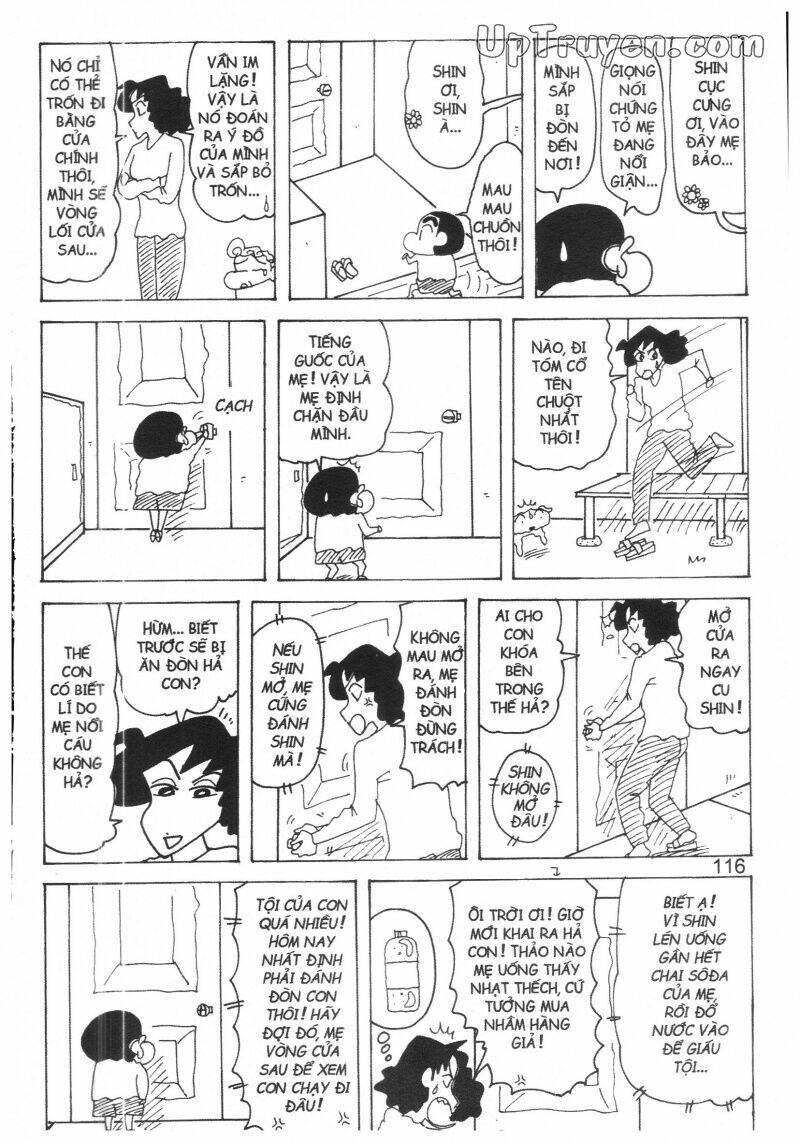 UpTruyen.com
SHIN
CỤC
CƯNG
ƠI, VÀO
ĐÂY MẸ
BẢO...
GIỌNG
NÓI
CHỨNG
TỎ MẸ
ĐANG
NỔI
GIẬN...
MÌNH
SẮP
BỊ
ĐÒN
ĐẾN
NƠI!
SHIN
ƠI,
SHIN
À...
MAU
MAU
CHUỒN
THÔI!
VẪN IM
LẶNG!
VẬY LÀ
NÓ ĐOÁN
RA Ý ĐỒ
CỦA MÌNH
VÀ SẮP BỎ
TRỐN...
NÓ CHỈ
CÓ THỂ
TRỐN ĐI
BẰNG
CỬA
CHÍNH
THÔI,
MÌNH SẼ
VÒNG
LỐI CỬA
SAU...
NÀO, ĐI
TÓM CỔ
TÊN
CHUỘT
NHẮT
THÔI!
TIẾNG
GUỐC CỦA
MẸ! VẬY LÀ
MẸ ĐỊNH
CHẶN ĐẦU
MÌNH.
CẠCH
MỞ
CỬA
RA
NGAY
CU
SHIN!
AI CHO
CON
KHÓA
BÊN
TRONG
THẾ HẢ?
SHIN
KHÔNG
MỞ
ĐÂU!
KHÔNG
MAU MỞ
RA, MẸ
ĐÁNH
ĐÒN
ĐỪNG
TRÁCH!
NẾU
SHIN
MỞ, MẸ
CŨNG
ĐÁNH
SHIN
MÀ!
HỪM... BIẾT
TRƯỚC SẼ BỊ
ĂN ĐÒN HẢ
CON?
THẾ
CON
CÓ BIẾT
LÍ DO
MẸ NỔI
CÁU
KHÔNG
HẢ?
116
BIẾT Ạ!
VÌ SHIN
LÉN UỐNG
GẦN HẾT
CHAI SÔĐA
CỦA MẸ,
RỒI ĐỔ
NƯỚC VÀO
ĐỂ GIẤU
TỘI...
ÔI TRỜI ƠI! GIỜ
MỚI KHAI RA HẢ
CON! THẢO NÀO
MẸ UỐNG THẤY
NHẠT THẾCH, CỨ
TƯỞNG MUA
NHẦM HÀNG
GIẢ!
TỘI CỦA CON
QUÁ NHIỀU!
HÔM NAY
NHẤT ĐỊNH
PHẢI ĐÁNH
ĐÒN CON
THÔI! HÃY
ĐỢI ĐÓ, MẸ
VÒNG CỬA
SAU ĐỂ XEM
CON CHẠY ĐI
ĐÂU!